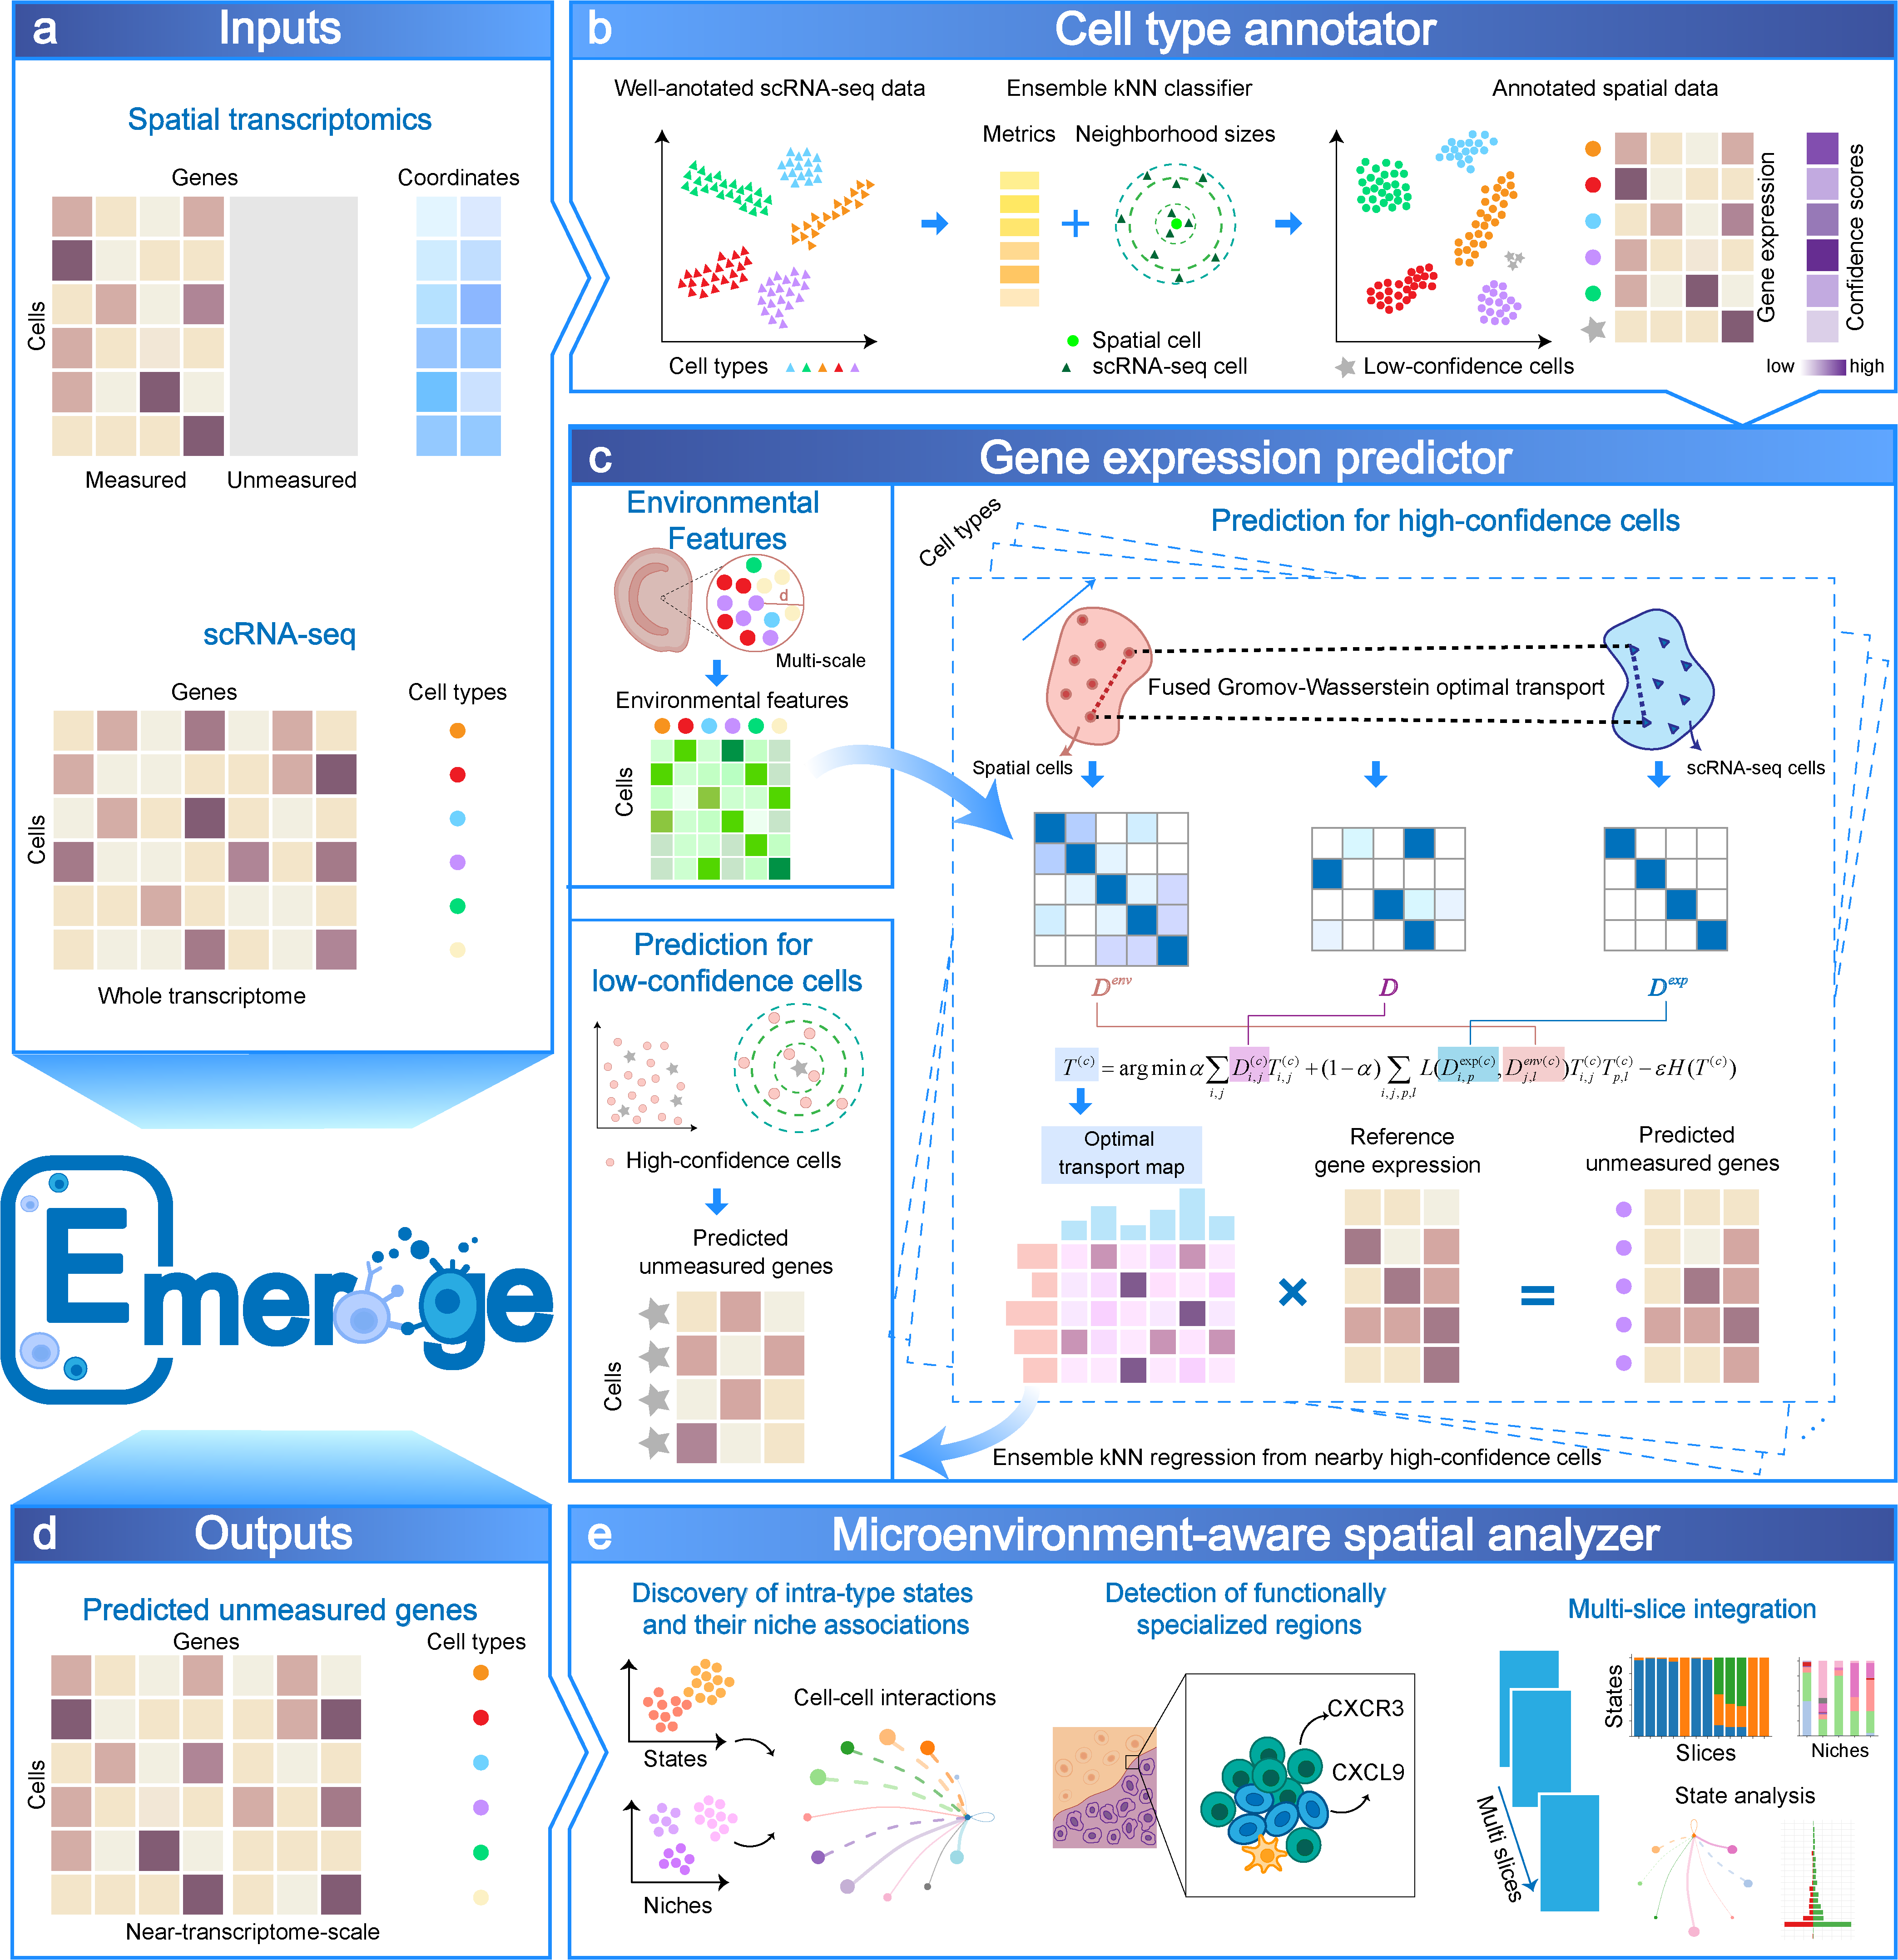 a Inputs
Spatial transcriptomics
Genes
Coordinates
Cells
Measured
Unmeasured
scRNA-seq
Genes
Cell types
Cells
Whole transcriptome
Emerge
b Cell type annotator
Well-anotated scRNA-seq data
Cell types
Ensemble kNN classifier
Metrics
Neighborhood sizes
+
Spatial cell
scRNA-seq cell
Annotated spatial data
Low-confidence cells
Gene expression
Confidence scores
low
high
c Gene expression predictor
Environmental
Features
d
Multi-scale
Environmental features
Cells
Prediction for
low-confidence cells
High-confidence cells
Predicted
unmeasured genes
Cells
Cell types
Prediction for high-confidence cells
Fused Gromov-Wasserstein optimal transport
Spatial cells
scRNA-seq cells
D^env
D
D^exp
T^(c) = arg min α∑_{i,j} D_{i,j}^(c) T_{i,j}^(c) + (1−α) ∑_{i,j,p,l} L(D_{i,p}^{exp(c)}, D_{j,l}^{env(c)}) T_{i,j}^(c) T_{p,l}^(c) − εH(T^(c))
Optimal
transport map
Reference
gene expression
Predicted
unmeasured genes
×
=
Ensemble kNN regression from nearby high-confidence cells
d Outputs
Predicted unmeasured genes
Genes
Cell types
Cells
Near-transcriptome-scale
e Microenvironment-aware spatial analyzer
Discovery of intra-type states
and their niche associations
States
Niches
Cell-cell interactions
Detection of functionally
specialized regions
CXCR3
CXCL9
Multi-slice integration
Multi slices
States
Slices
Niches
State analysis